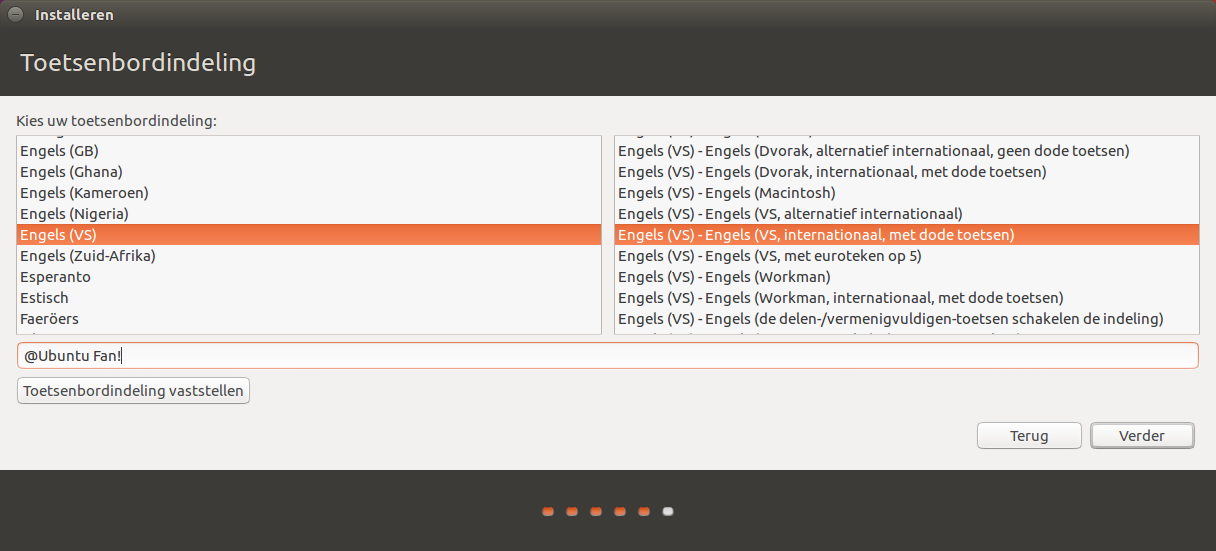 Installeren
Toetsenbordindeling
Kies uw toetsenbordindeling:
Engels (GB)
Engels (Ghana)
Engels (Kameroen)
Engels (Nigeria)
Engels (VS)
Engels (Zuid-Afrika)
Esperanto
Estisch
Faeröers
Engels (VS) - Engels (Dvorak, alternatief internationaal, geen dode toetsen)
Engels (VS) - Engels (Dvorak, internationaal, met dode toetsen)
Engels (VS) - Engels (Macintosh)
Engels (VS) - Engels (VS, alternatief internationaal)
Engels (VS) - Engels (VS, internationaal, met dode toetsen)
Engels (VS) - Engels (VS, met euroteken op 5)
Engels (VS) - Engels (Workman)
Engels (VS) - Engels (Workman, internationaal, met dode toetsen)
Engels (VS) - Engels (de delen-/vermenigvuldigen-toetsen schakelen de indeling)
@Ubuntu Fan!
Toetsenbordindeling vaststellen
Terug
Verder